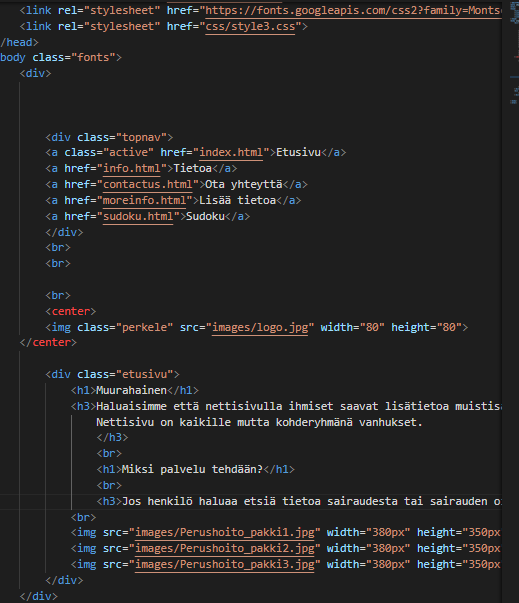 <link rel="stylesheet" href="https://fonts.googleapis.com/css2?family=Monts
<link rel="stylesheet" href="css/style3.css">
/head>
body class="fonts">
<div>
<div class="topnav">
<a class="active" href="index.html">Etusivu</a>
<a href="info.html">Tietoa</a>
<a href="contactus.html">Ota yhteyttä</a>
<a href="moreinfo.html">Lisää tietoa</a>
<a href="sudoku.html">Sudoku</a>
</div>
<br>
<br>
<br>
<center>
<img class="perkele" src="images/logo.jpg" width="80" height="80">
</center>
<div class="etusivu">
<h1>Muurahainen</h1>
<h3>Haluaisimme että nettisivulla ihmiset saavat lisätietoa muistisa
Nettisivu on kaikille mutta kohderyhmänä vanhukset.
</h3>
<br>
<h1>Miksi palvelu tehdään?</h1>
<br>
<h3>Jos henkilö haluaa etsiä tietoa sairaudesta tai sairauden o
<br>
<img src="images/Perushoito_pakki1.jpg" width="380px" height="350px
<img src="images/Perushoito_pakki2.jpg" width="380px" height="350px
<img src="images/Perushoito_pakki3.jpg" width="380px" height="350px
</div>
</div>